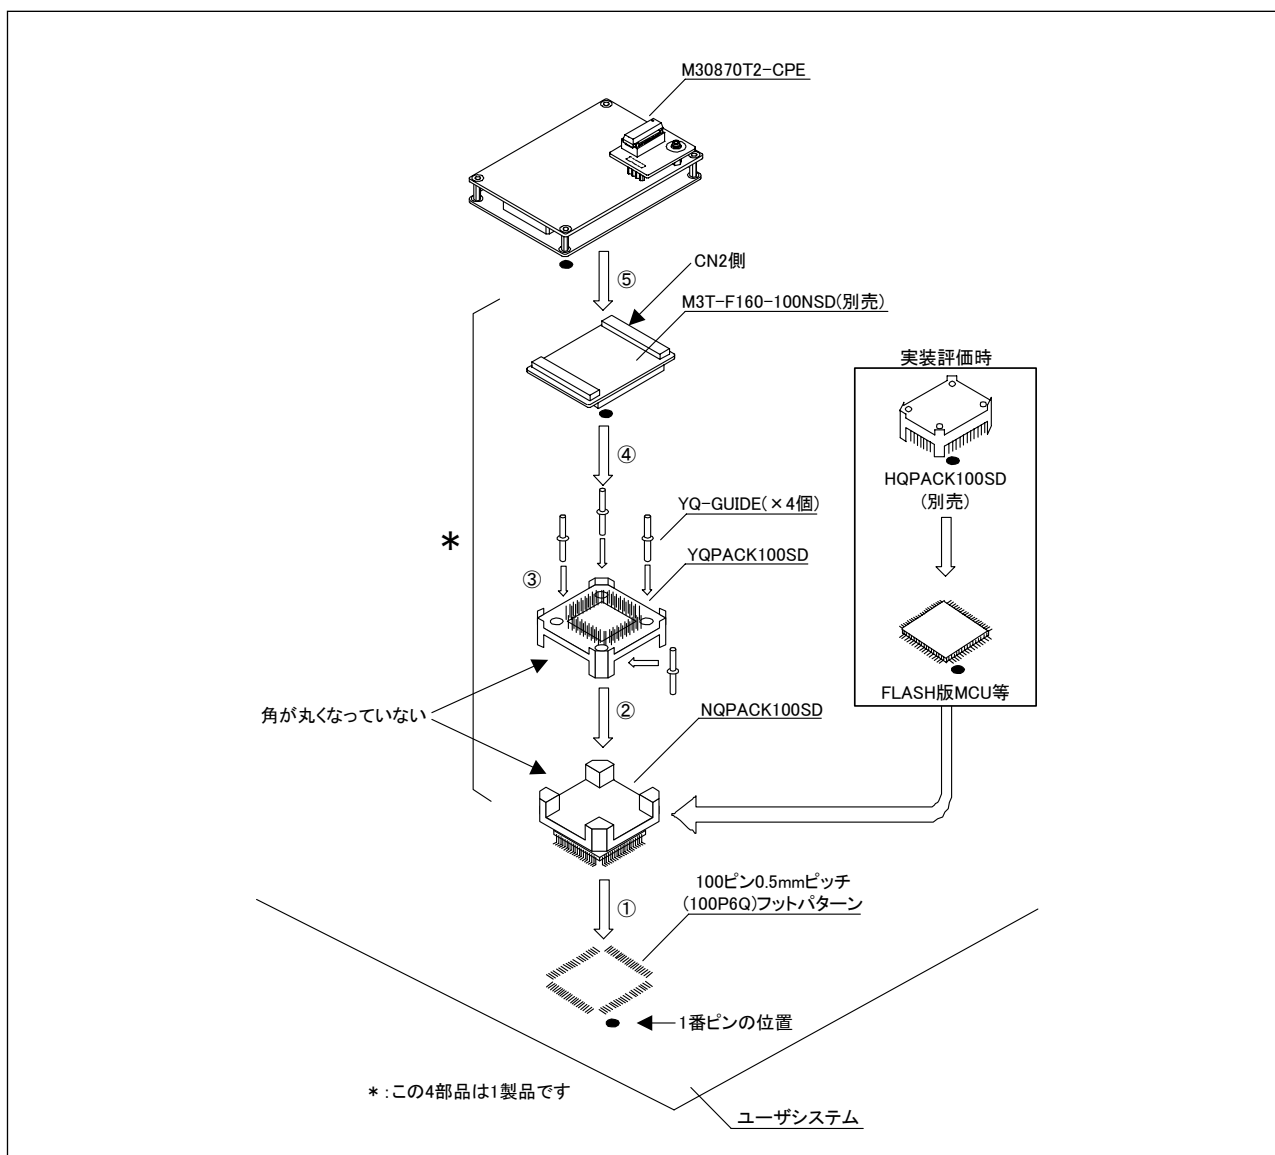 M30870T2-CPE
CN2側
⑤
M3T-F160-100NSD(別売)
実装評価時
④
HQPACK100SD
(別売)
YQ-GUIDE(×4個)
*
YQPACK100SD
③
FLASH版MCU等
角が丸くなっていない
②
NQPACK100SD
100ピン0.5mmピッチ
(100P6Q)フットパターン
①
1番ピンの位置
* :この4部品は1製品です
ユーザシステム